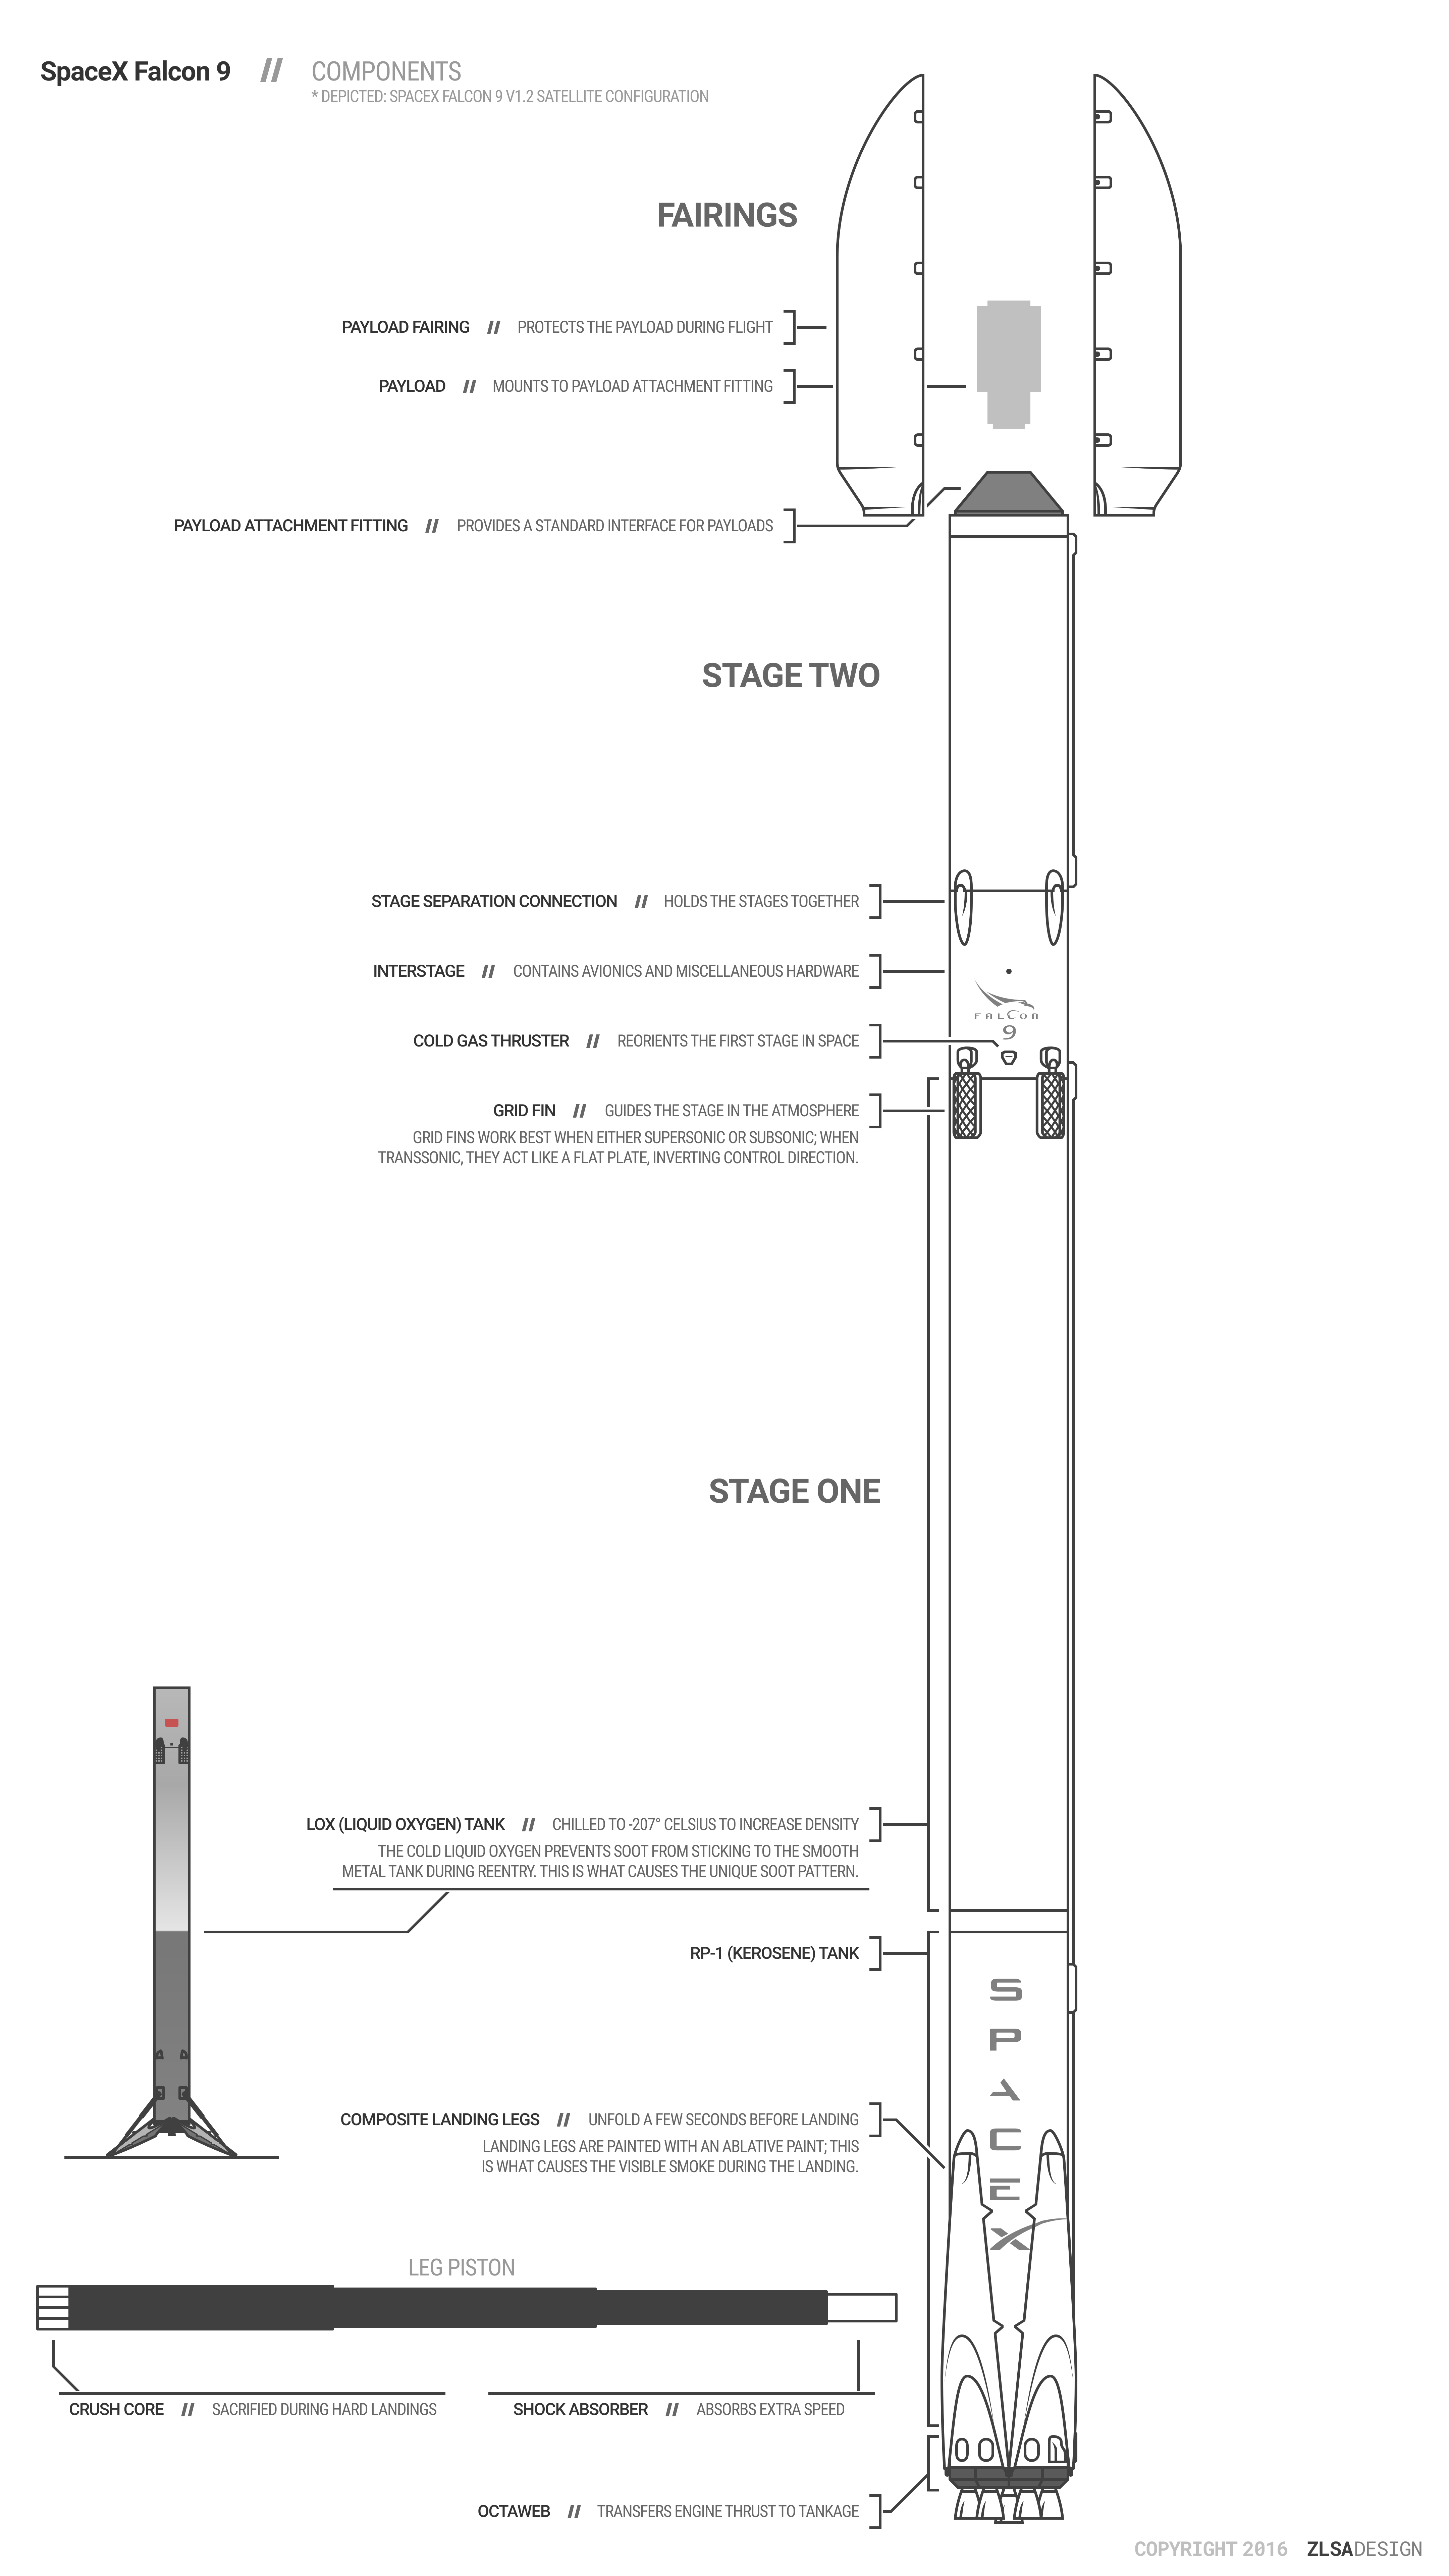 SpaceX Falcon 9 // COMPONENTS
* DEPICTED: SPACEX FALCON 9 V1.2 SATELLITE CONFIGURATION
FAIRINGS
PAYLOAD FAIRING // PROTECTS THE PAYLOAD DURING FLIGHT
PAYLOAD // MOUNTS TO PAYLOAD ATTACHMENT FITTING
PAYLOAD ATTACHMENT FITTING // PROVIDES A STANDARD INTERFACE FOR PAYLOADS
STAGE TWO
STAGE SEPARATION CONNECTION // HOLDS THE STAGES TOGETHER
INTERSTAGE // CONTAINS AVIONICS AND MISCELLANEOUS HARDWARE
FALCON
9
COLD GAS THRUSTER // REORIENTS THE FIRST STAGE IN SPACE
GRID FIN // GUIDES THE STAGE IN THE ATMOSPHERE
GRID FINS WORK BEST WHEN EITHER SUPERSONIC OR SUBSONIC; WHEN
TRANSSONIC, THEY ACT LIKE A FLAT PLATE, INVERTING CONTROL DIRECTION.
STAGE ONE
LOX (LIQUID OXYGEN) TANK // CHILLED TO -207° CELSIUS TO INCREASE DENSITY
THE COLD LIQUID OXYGEN PREVENTS SOOT FROM STICKING TO THE SMOOTH
METAL TANK DURING REENTRY. THIS IS WHAT CAUSES THE UNIQUE SOOT PATTERN.
RP-1 (KEROSENE) TANK
SPACEX
COMPOSITE LANDING LEGS // UNFOLD A FEW SECONDS BEFORE LANDING
LANDING LEGS ARE PAINTED WITH AN ABLATIVE PAINT; THIS
IS WHAT CAUSES THE VISIBLE SMOKE DURING THE LANDING.
LEG PISTON
CRUSH CORE // SACRIFIED DURING HARD LANDINGS
SHOCK ABSORBER // ABSORBS EXTRA SPEED
OCTAWEB // TRANSFERS ENGINE THRUST TO TANKAGE
COPYRIGHT 2016 ZLSADESIGN